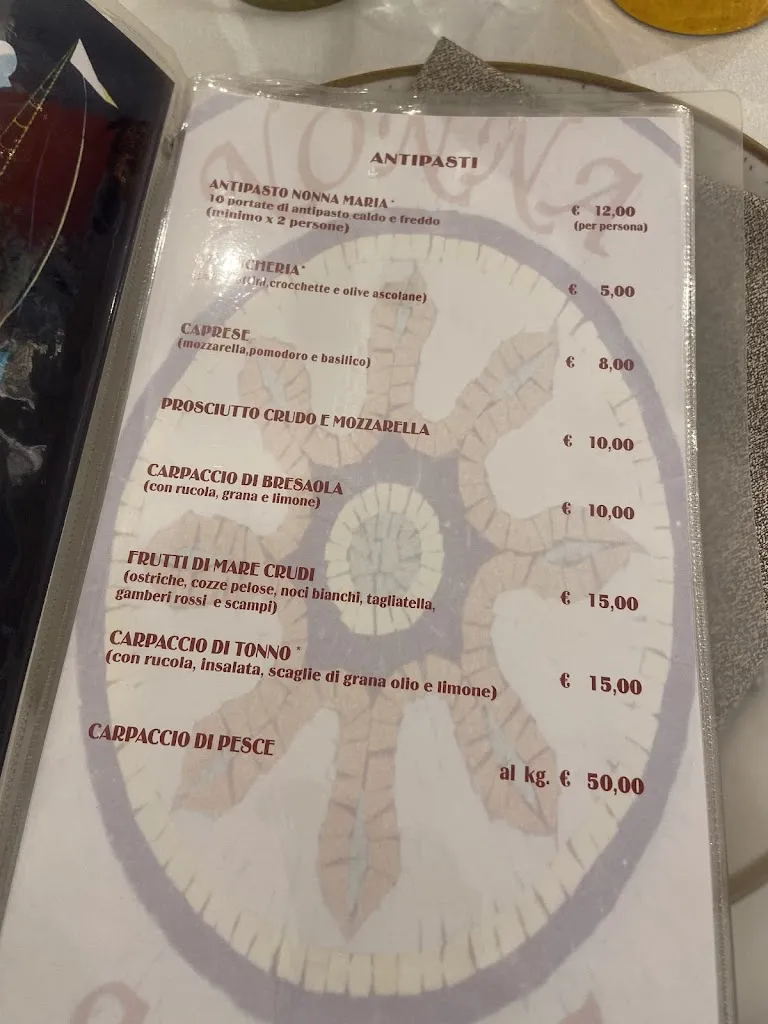 NONNA
ANTIPASTI
ANTIPASTO NONNA MARIA *
10 portate di antipasto caldo e freddo
(minimo x 2 persone)
€ 12,00
(per persona)
€ 5,00
crocchette e olive ascolane)
CAPRESE
(mozzarella,pomodoro e basilico)
€ 8,00
PROSCIUTTO CRUDO E MOZZARELLA
€ 10,00
CARPACCIO DI BRESAOLA
(con rucola, grana e limone)
€ 10,00
FRUTTI DI MARE CRUDI
(ostriche, cozze pelose, noci bianchi, tagliatella,
gamberi rossi e scampi)
€ 15,00
CARPACCIO DI TONNO *
(con rucola, insalata, scaglie di grana olio e limone)
€ 15,00
CARPACCIO DI PESCE
al kg. € 50,00